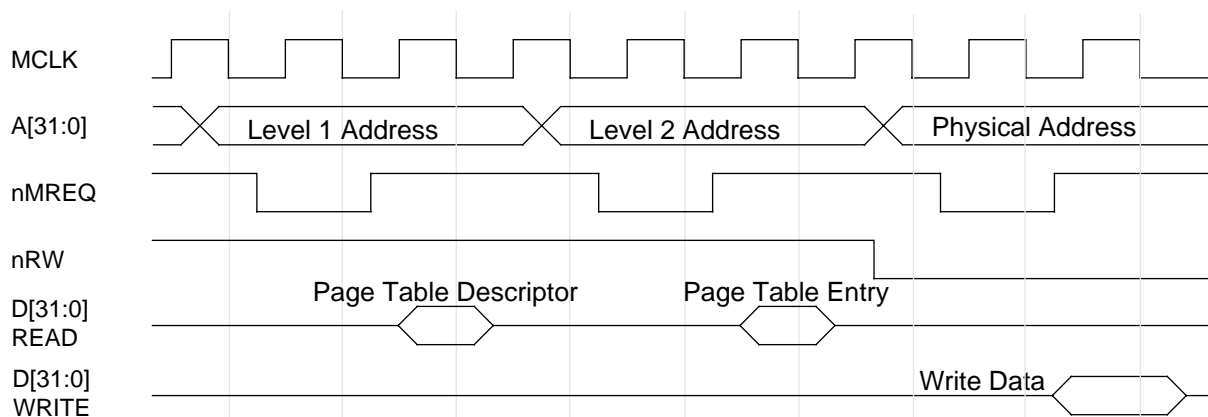 MCLK
A[31:0]
Level 1 Address
Level 2 Address
Physical Address
nMREQ
nRW
Page Table Descriptor
Page Table Entry
D[31:0]
READ
D[31:0]
WRITE
Write Data